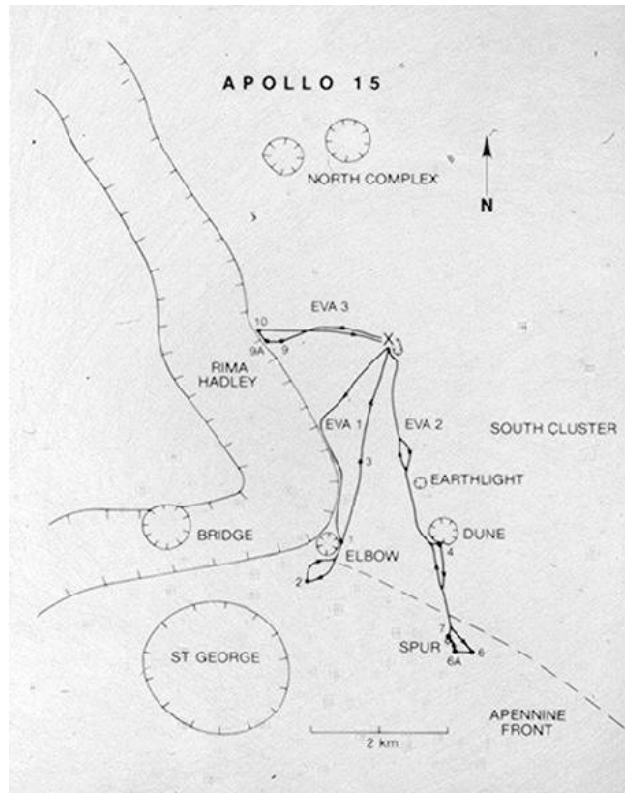 APOLLO 15
NORTH COMPLEX
N
EVA 3
10
9A
9
X
RIMA
HADLEY
EVA 1
EVA 2
SOUTH CLUSTER
3
EARTHLIGHT
BRIDGE
1
ELBOW
DUNE
4
2
7
ST GEORGE
SPUR
6A
6
APENNINE
FRONT
2 km